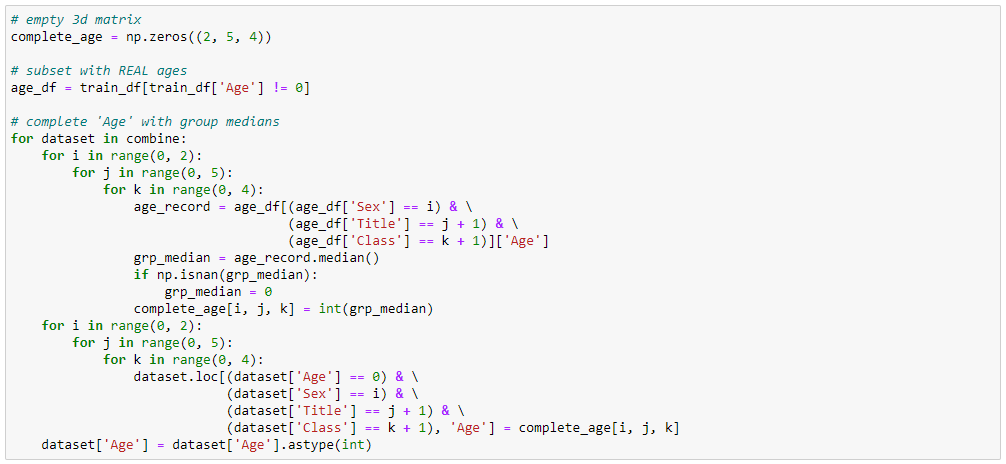 # empty 3d matrix
complete_age = np.zeros((2, 5, 4))

# subset with REAL ages
age_df = train_df[train_df['Age'] != 0]

# complete 'Age' with group medians
for dataset in combine:
    for i in range(0, 2):
        for j in range(0, 5):
            for k in range(0, 4):
                age_record = age_df[(age_df['Sex'] == i) & \
                                    (age_df['Title'] == j + 1) & \
                                    (age_df['Class'] == k + 1)]['Age']
                grp_median = age_record.median()
                if np.isnan(grp_median):
                    grp_median = 0
                complete_age[i, j, k] = int(grp_median)
    for i in range(0, 2):
        for j in range(0, 5):
            for k in range(0, 4):
                dataset.loc[(dataset['Age'] == 0) & \
                            (dataset['Sex'] == i) & \
                            (dataset['Title'] == j + 1) & \
                            (dataset['Class'] == k + 1), 'Age'] = complete_age[i, j, k]
    dataset['Age'] = dataset['Age'].astype(int)